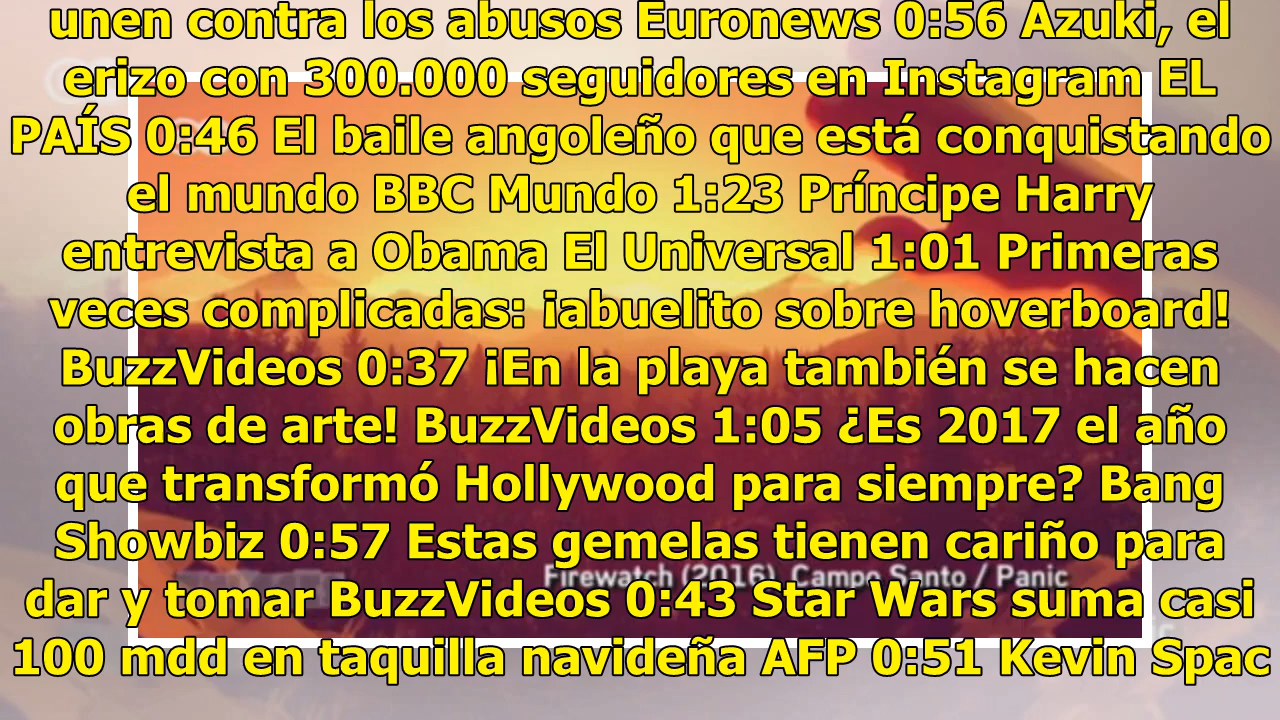 unen contra los abusos Euronews 0:56 Azuki, el
erizo con 300.000 seguidores en Instagram EL
PAÍS 0:46 El baile angoleño que está conquistando
el mundo BBC Mundo 1:23 Príncipe Harry
entrevista a Obama El Universal 1:01 Primeras
veces complicadas: ¡abuelito sobre hoverboard!
BuzzVideos 0:37 ¡En la playa también se hacen
obras de arte! BuzzVideos 1:05 ¿Es 2017 el año
que transformó Hollywood para siempre? Bang
Showbiz 0:57 Estas gemelas tienen cariño para
Firewatch (2016), Campo Santo / Panic
dar y tomar BuzzVideos 0:43 Star Wars suma casi
100 mdd en taquilla navideña AFP 0:51 Kevin Spac